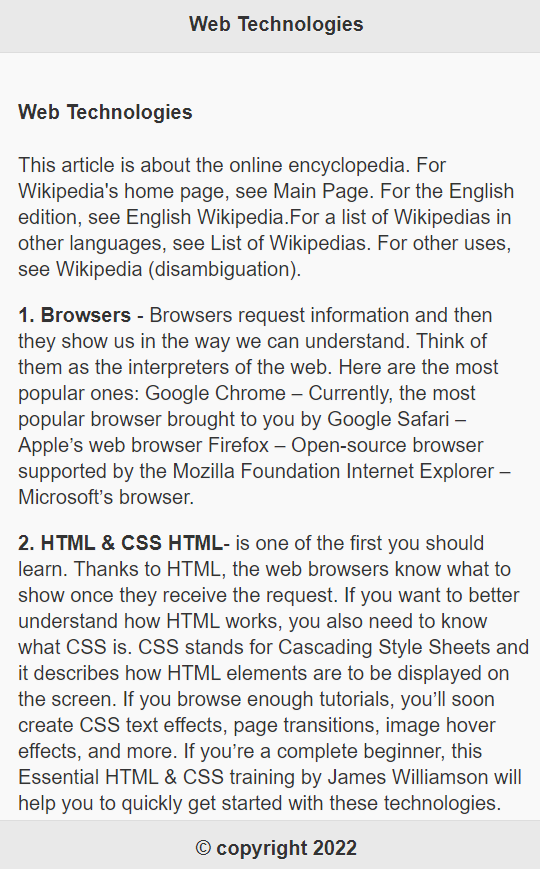 Web Technologies
Web Technologies
This article is about the online encyclopedia. For
Wikipedia's home page, see Main Page. For the English
edition, see English Wikipedia.For a list of Wikipedias in
other languages, see List of Wikipedias. For other uses,
see Wikipedia (disambiguation).
1. Browsers - Browsers request information and then
they show us in the way we can understand. Think of
them as the interpreters of the web. Here are the most
popular ones: Google Chrome – Currently, the most
popular browser brought to you by Google Safari –
Apple’s web browser Firefox – Open-source browser
supported by the Mozilla Foundation Internet Explorer –
Microsoft’s browser.
2. HTML & CSS HTML- is one of the first you should
learn. Thanks to HTML, the web browsers know what to
show once they receive the request. If you want to better
understand how HTML works, you also need to know
what CSS is. CSS stands for Cascading Style Sheets and
it describes how HTML elements are to be displayed on
the screen. If you browse enough tutorials, you’ll soon
create CSS text effects, page transitions, image hover
effects, and more. If you’re a complete beginner, this
Essential HTML & CSS training by James Williamson will
help you to quickly get started with these technologies.
© copyright 2022